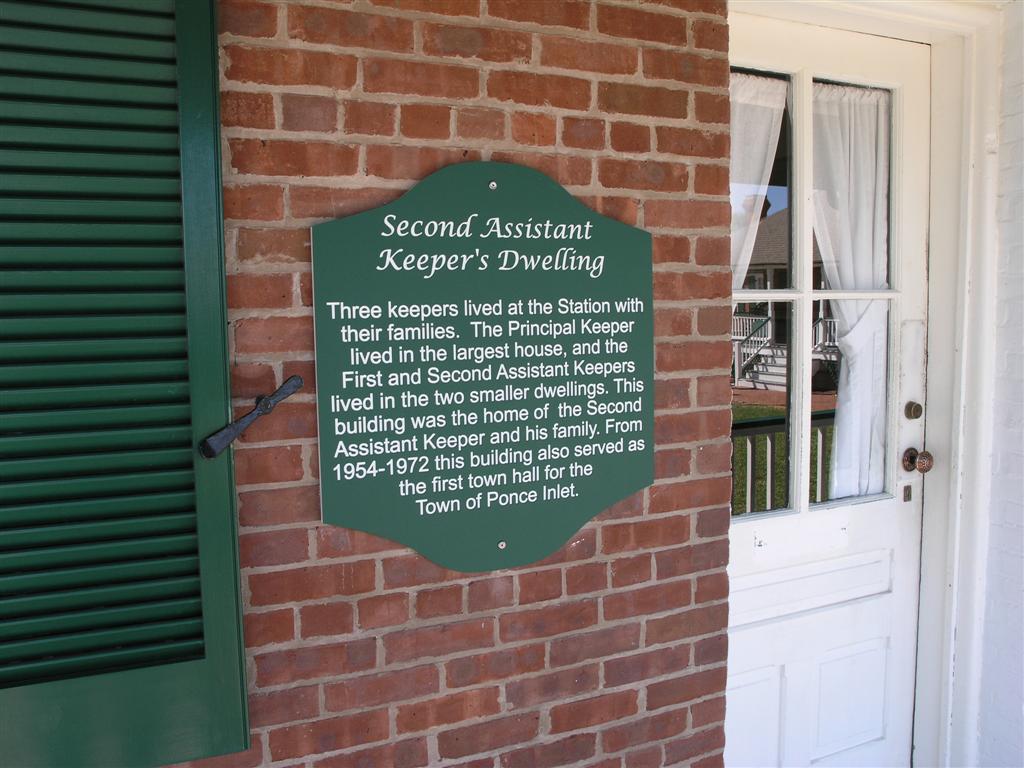 Second Assistant
Keeper's Dwelling
Three keepers lived at the Station with
their families. The Principal Keeper
lived in the largest house, and the
First and Second Assistant Keepers
lived in the two smaller dwellings. This
building was the home of the Second
Assistant Keeper and his family. From
1954-1972 this building also served as
the first town hall for the
Town of Ponce Inlet.